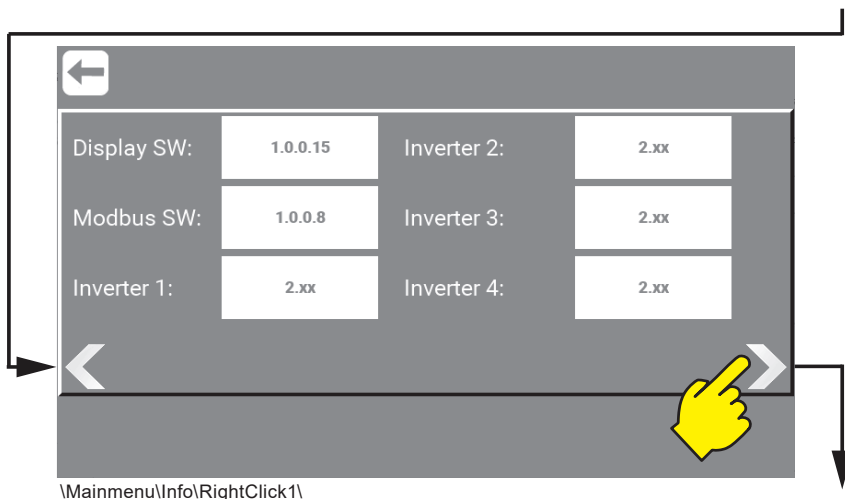 Display SW: 1.0.0.15 Inverter 2: 2.xx
Modbus SW: 1.0.0.8 Inverter 3: 2.xx
Inverter 1: 2.xx Inverter 4: 2.xx
\Mainmenu\Info\RightClick1\